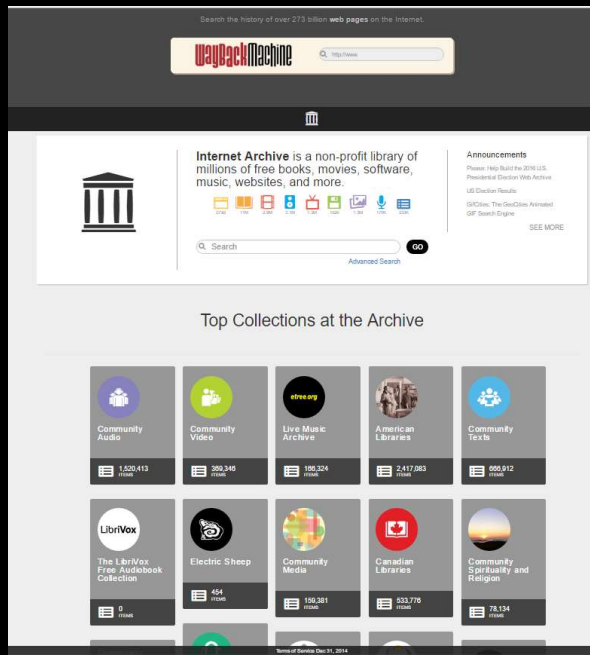 Search the history of over 273 billion web pages on the Internet.
WayBackMachine
http://www
Internet Archive is a non-profit library of
millions of free books, movies, software,
music, websites, and more.
Search
GO
Advanced Search
Announcements
Please: Help Build the 2016 U.S.
Presidential Election Web Archive
US Election Results
GifCities: The GeoCities Animated
GIF Search Engine
SEE MORE
Top Collections at the Archive
Community
Audio
1,520,413
ITEMS
Community
Video
369,346
ITEMS
etree.org
Live Music
Archive
166,324
ITEMS
American
Libraries
2,417,083
ITEMS
Community
Texts
666,912
ITEMS
LibriVox
The LibriVox
Free Audiobook
Collection
0
ITEMS
Electric Sheep
454
ITEMS
Community
Media
159,381
ITEMS
Canadian
Libraries
533,776
ITEMS
Community
Spirituality and
Religion
78,134
ITEMS
Terms of Service Dec 31, 2014